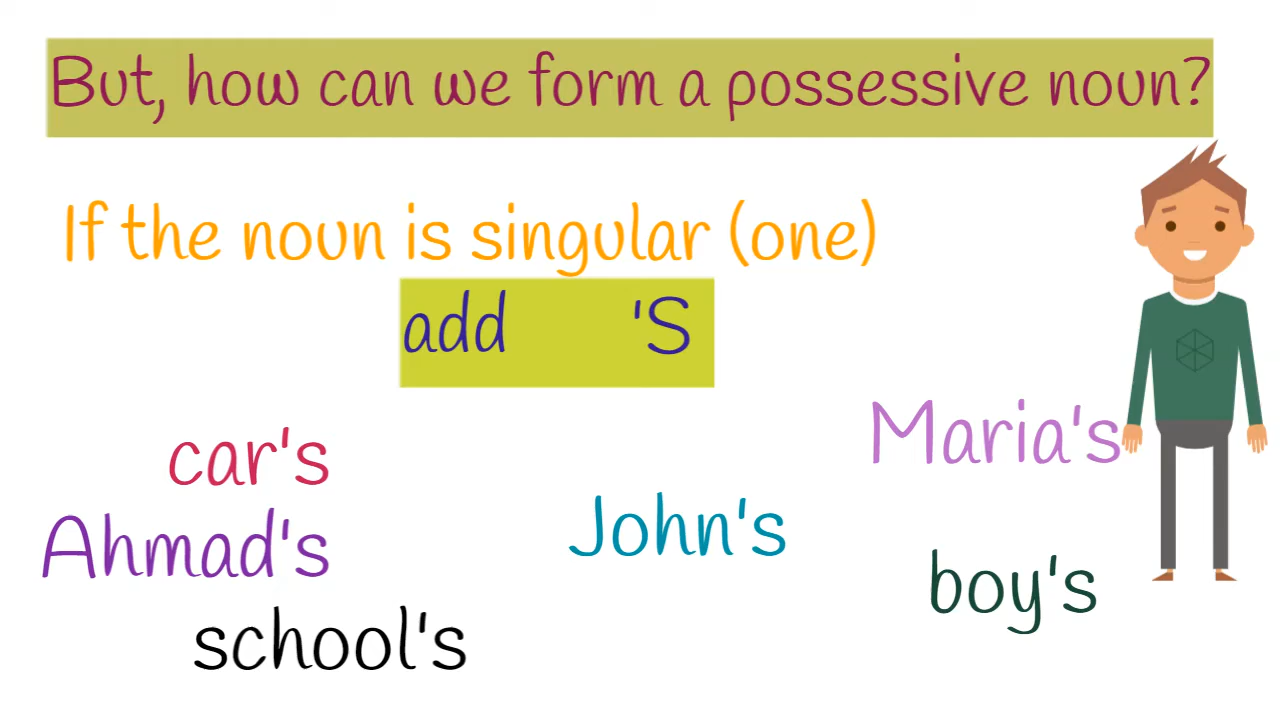 But, how can we form a possessive noun?
If the noun is singular (one)
add 'S
Maria's
car's
John's
Ahmad's
boy's
school's